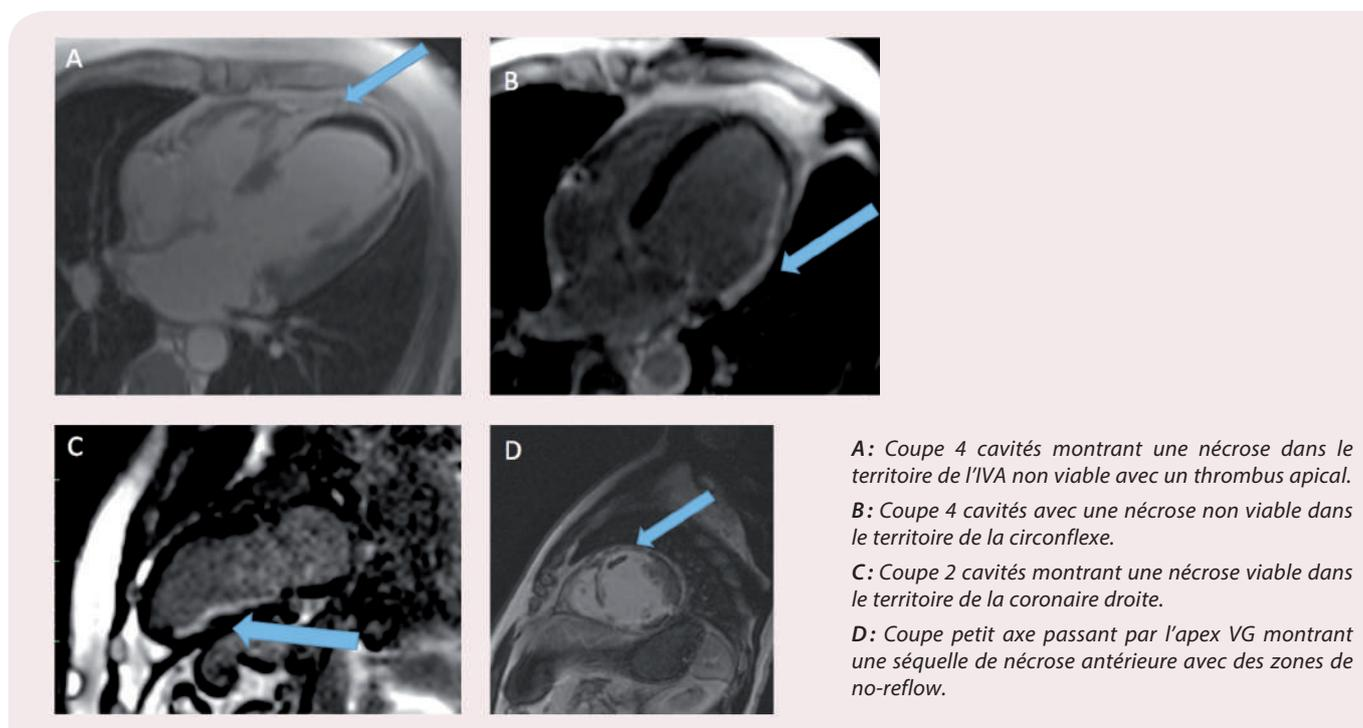 A
B
C
D
A: Coupe 4 cavités montrant une nécrose dans le
territoire de l'IVA non viable avec un thrombus apical.
B: Coupe 4 cavités avec une nécrose non viable dans
le territoire de la circonflexe.
C: Coupe 2 cavités montrant une nécrose viable dans
le territoire de la coronaire droite.
D: Coupe petit axe passant par l'apex VG montrant
une séquelle de nécrose antérieure avec des zones de
no-reflow.